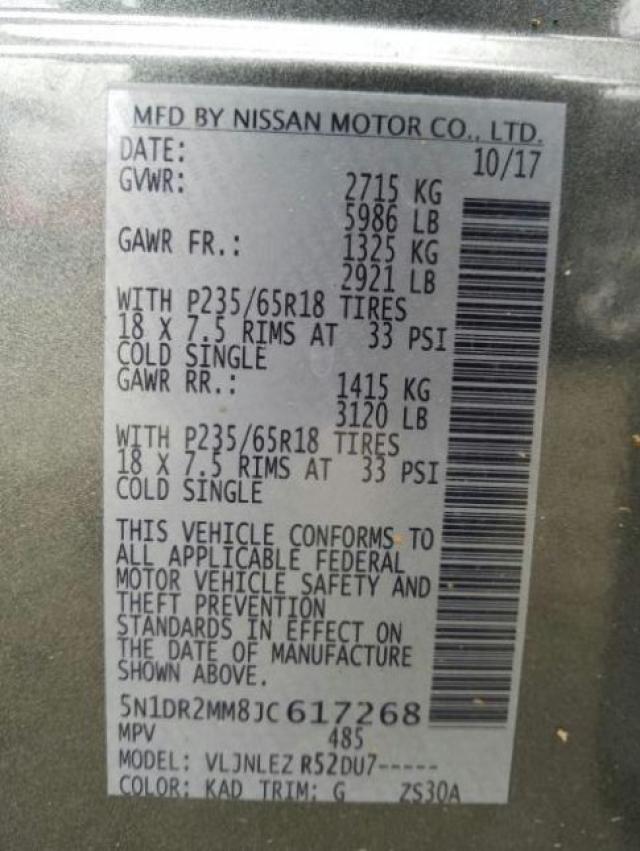 MFD BY NISSAN MOTOR CO., LTD.
DATE: 10/17
GVWR: 2715 KG
5986 LB
GAWR FR.: 1325 KG
2921 LB
WITH P235/65R18 TIRES
18 X 7.5 RIMS AT 33 PSI
COLD SINGLE
GAWR RR.: 1415 KG
3120 LB
WITH P235/65R18 TIRES
18 X 7.5 RIMS AT 33 PSI
COLD SINGLE
THIS VEHICLE CONFORMS TO
ALL APPLICABLE FEDERAL
MOTOR VEHICLE SAFETY AND
THEFT PREVENTION
STANDARDS IN EFFECT ON
THE DATE OF MANUFACTURE
SHOWN ABOVE.
5N1DR2MM8JC617268
MPV 485
MODEL: VLJNLEZ R52DU7-----
COLOR: KAD TRIM: G ZS30A